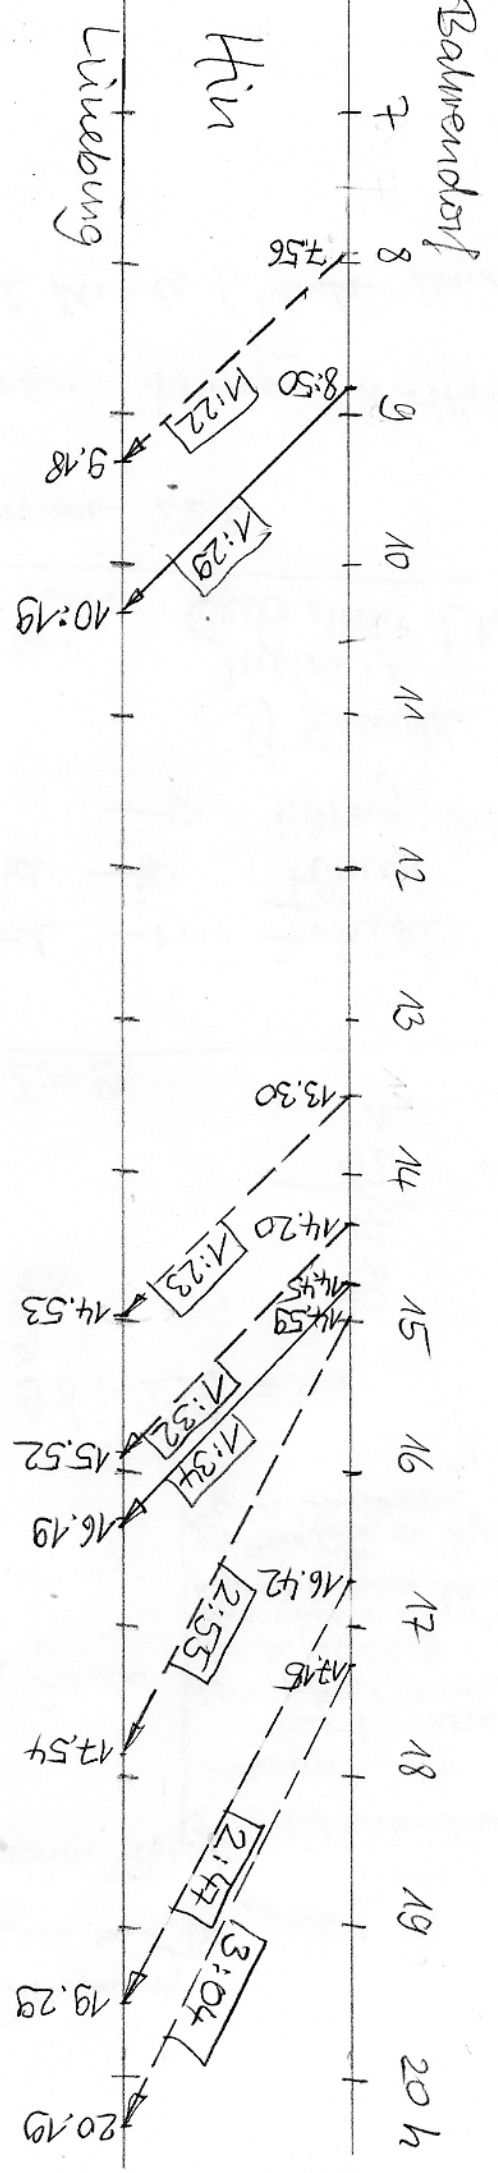 Bahrendorf
7 8 9 10 11 12 13 14 15 16 17 18 19 20 h
7,56 8:50 13.30 14.20 14.45 14.59 16.42 17.15
Hin
1:22 1:29 1:23 1:32 1:34 2:55 2:47 3:04
Lüneburg
9.18 10:19 14.53 15.52 16.19 17,54 19.29 20.19